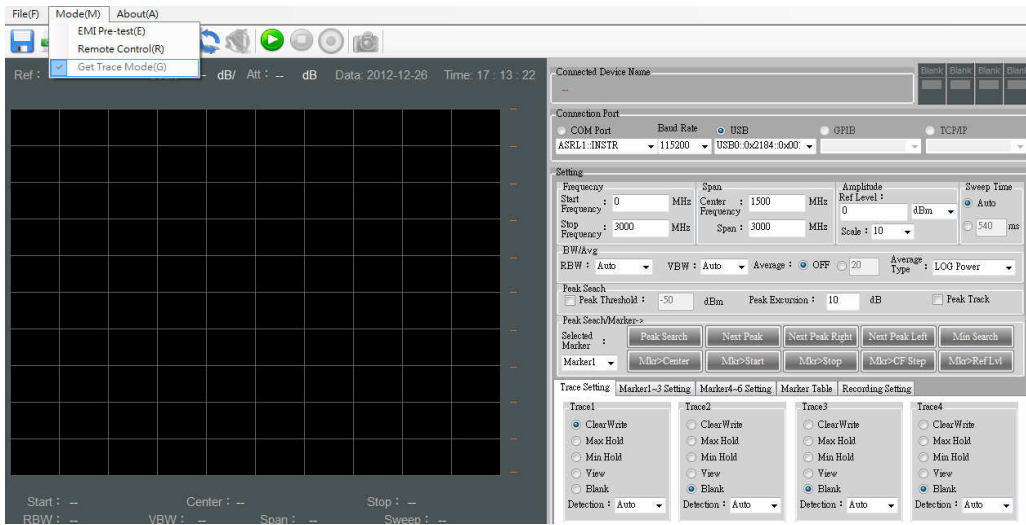 File(F) Mode(M) About(A)
EMI Pre-test(E)
Remote Control(R)
Get Trace Mode(G)
Ref : dB/ Att : -- dB Data: 2012-12-26 Time: 17 : 13 : 22
Start : -- Center : -- Stop : --
RBW : -- VBW : -- Span : -- Sweep : --
Connected Device Name
--
Blank Blank Blank Blank
Connection Port
COM Port Baud Rate USB GPIB TCP/IP
ASRL1::INSTR 115200 USB0::0x2184::0x00:
Setting
Frequecny Span Amplitude Sweep Time
Start Frequency : 0 MHz Center Frequency : 1500 MHz Ref Level : 0 dBm Auto
Stop Frequency : 3000 MHz Span : 3000 MHz Scale : 10 540 ms
BW/Avg
RBW : Auto VBW : Auto Average : OFF 20 Average Type : LOG Power
Peak Seach
Peak Threshold : -50 dBm Peak Excursion : 10 dB Peak Track
Peak Seach/Marker->
Selected Marker : Peak Search Next Peak Next Peak Right Next Peak Left Min Search
Marker1 Mkr>Center Mkr>Start Mkr>Stop Mkr>CF Step Mkr>Ref Lvl
Trace Setting Marker1~3 Setting Marker4~6 Setting Marker Table Recording Setting
Trace1 Trace2 Trace3 Trace4
ClearWrite ClearWrite ClearWrite ClearWrite
Max Hold Max Hold Max Hold Max Hold
Min Hold Min Hold Min Hold Min Hold
View View View View
Blank Blank Blank Blank
Detection : Auto Detection : Auto Detection : Auto Detection : Auto